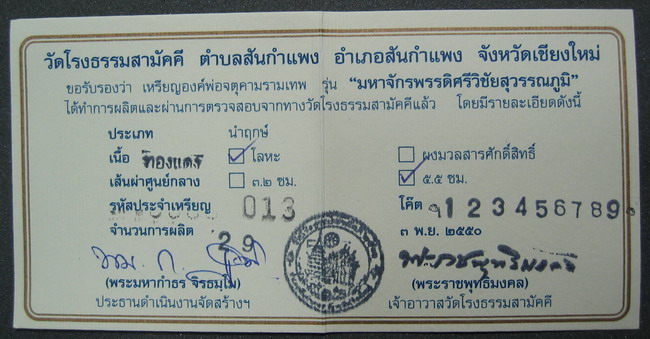 วัดโรงธรรมสามัคคี ตำบลสันกำแพง อำเภอสันกำแพง จังหวัดเชียงใหม่
ขอรับรองว่า เหรียญองค์พ่อจตุคามรามเทพ รุ่น “มหาจักรพรรดิศรีวิชัยสุวรรณภูมิ”
ได้ทำการผลิตและผ่านการตรวจสอบจากทางวัดโรงธรรมสามัคคีแล้ว โดยมีรายละเอียดดังนี้
ประเภท นำฤกษ์
เนื้อ ทองแดง โลหะ ผงมวลสารศักดิ์สิทธิ์
เส้นผ่าศูนย์กลาง ๓.๒ ซม. ๕.๕ ซม.
รหัสประจำเหรียญ 013 โค๊ต ๑123456789๐
จำนวนการผลิต 29 ๓ พ.ย. ๒๕๕๐
(พระมหากำธร จิรธมฺโม) (พระราชพุทธิมงคล)
ประธานดำเนินงานจัดสร้างฯ เจ้าอาวาสวัดโรงธรรมสามัคคี